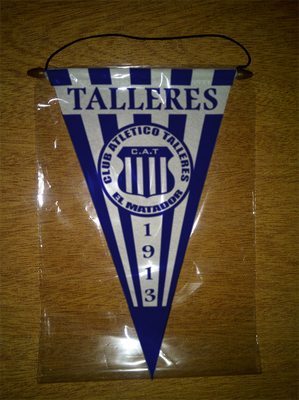 TALLERES
CLUB ATLETICO TALLERES
C.A.T
EL MATADOR
1913